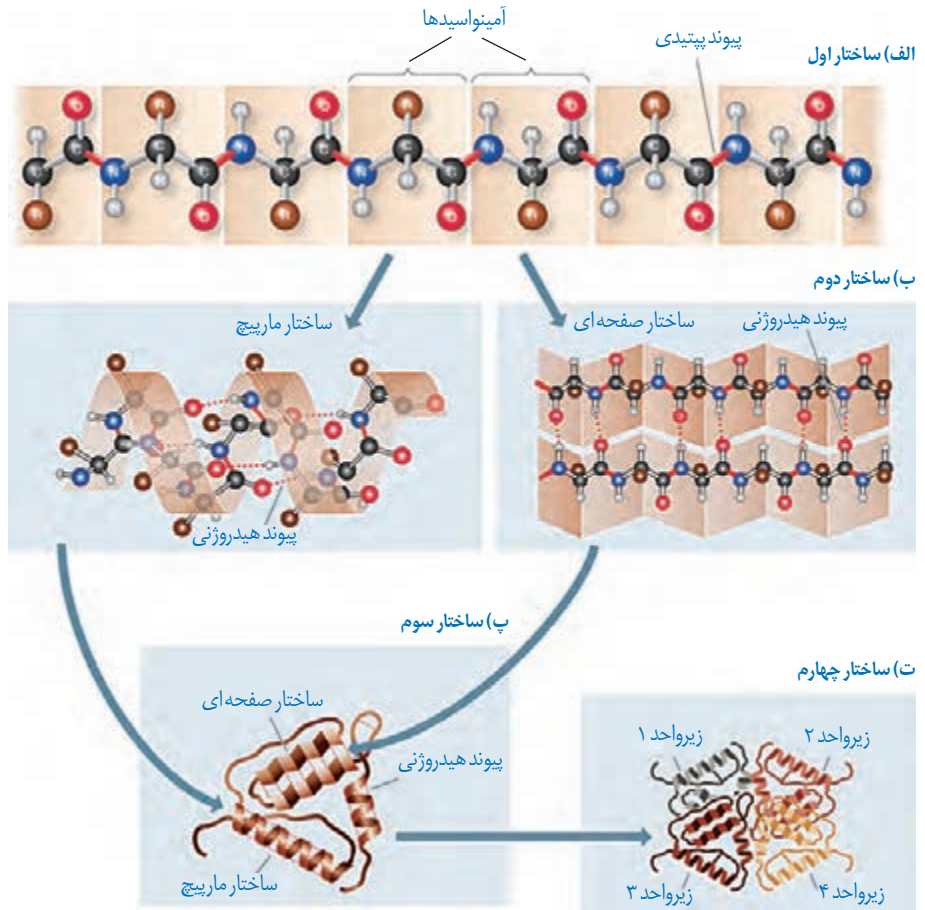 آمینواسیدها
پیوند پپتیدی
الف) ساختار اول
ب) ساختار دوم
ساختار مارپیچ
ساختار صفحه‌ای
پیوند هیدروژنی
پیوند هیدروژنی
پ) ساختار سوم
ت) ساختار چهارم
ساختار صفحه‌ای
پیوند هیدروژنی
ساختار مارپیچ
زیرواحد ۲
زیرواحد ۱
زیرواحد ۴
زیرواحد ۳